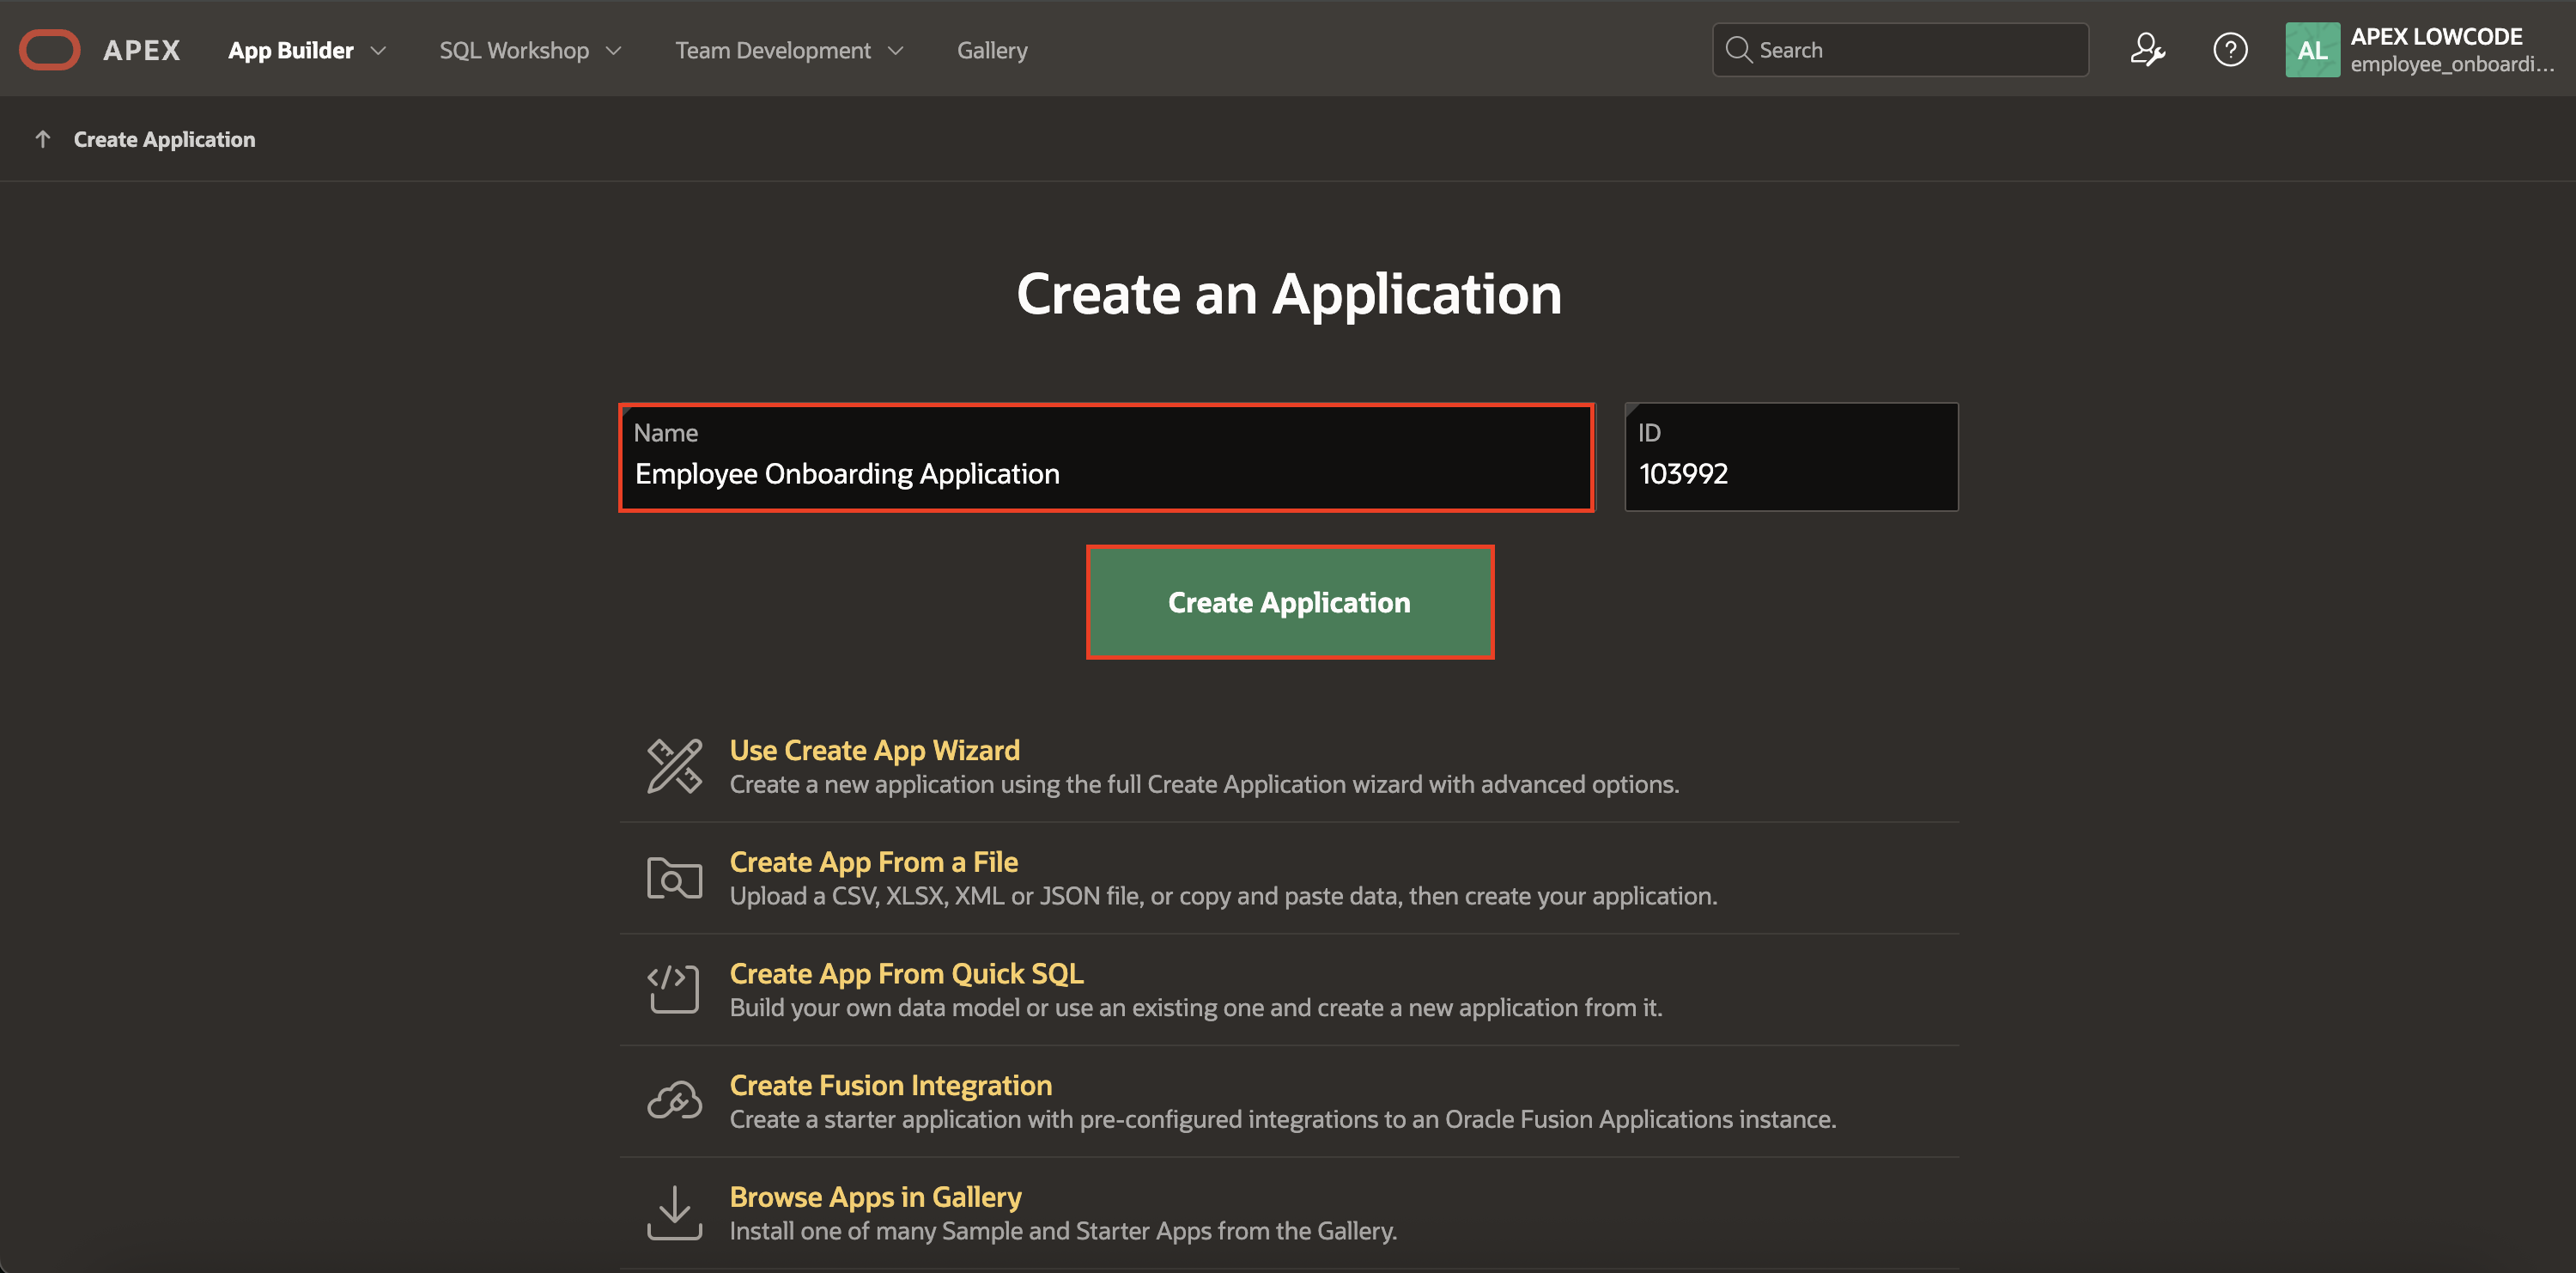 APEX
App Builder
SQL Workshop
Team Development
Gallery
Search
?
AL
APEX LOWCODE
employee_onboardi...
Create Application
Create an Application
Name
Employee Onboarding Application
ID
103992
Create Application
Use Create App Wizard
Create a new application using the full Create Application wizard with advanced options.
Create App From a File
Upload a CSV, XLSX, XML or JSON file, or copy and paste data, then create your application.
Create App From Quick SQL
Build your own data model or use an existing one and create a new application from it.
Create Fusion Integration
Create a starter application with pre-configured integrations to an Oracle Fusion Applications instance.
Browse Apps in Gallery
Install one of many Sample and Starter Apps from the Gallery.